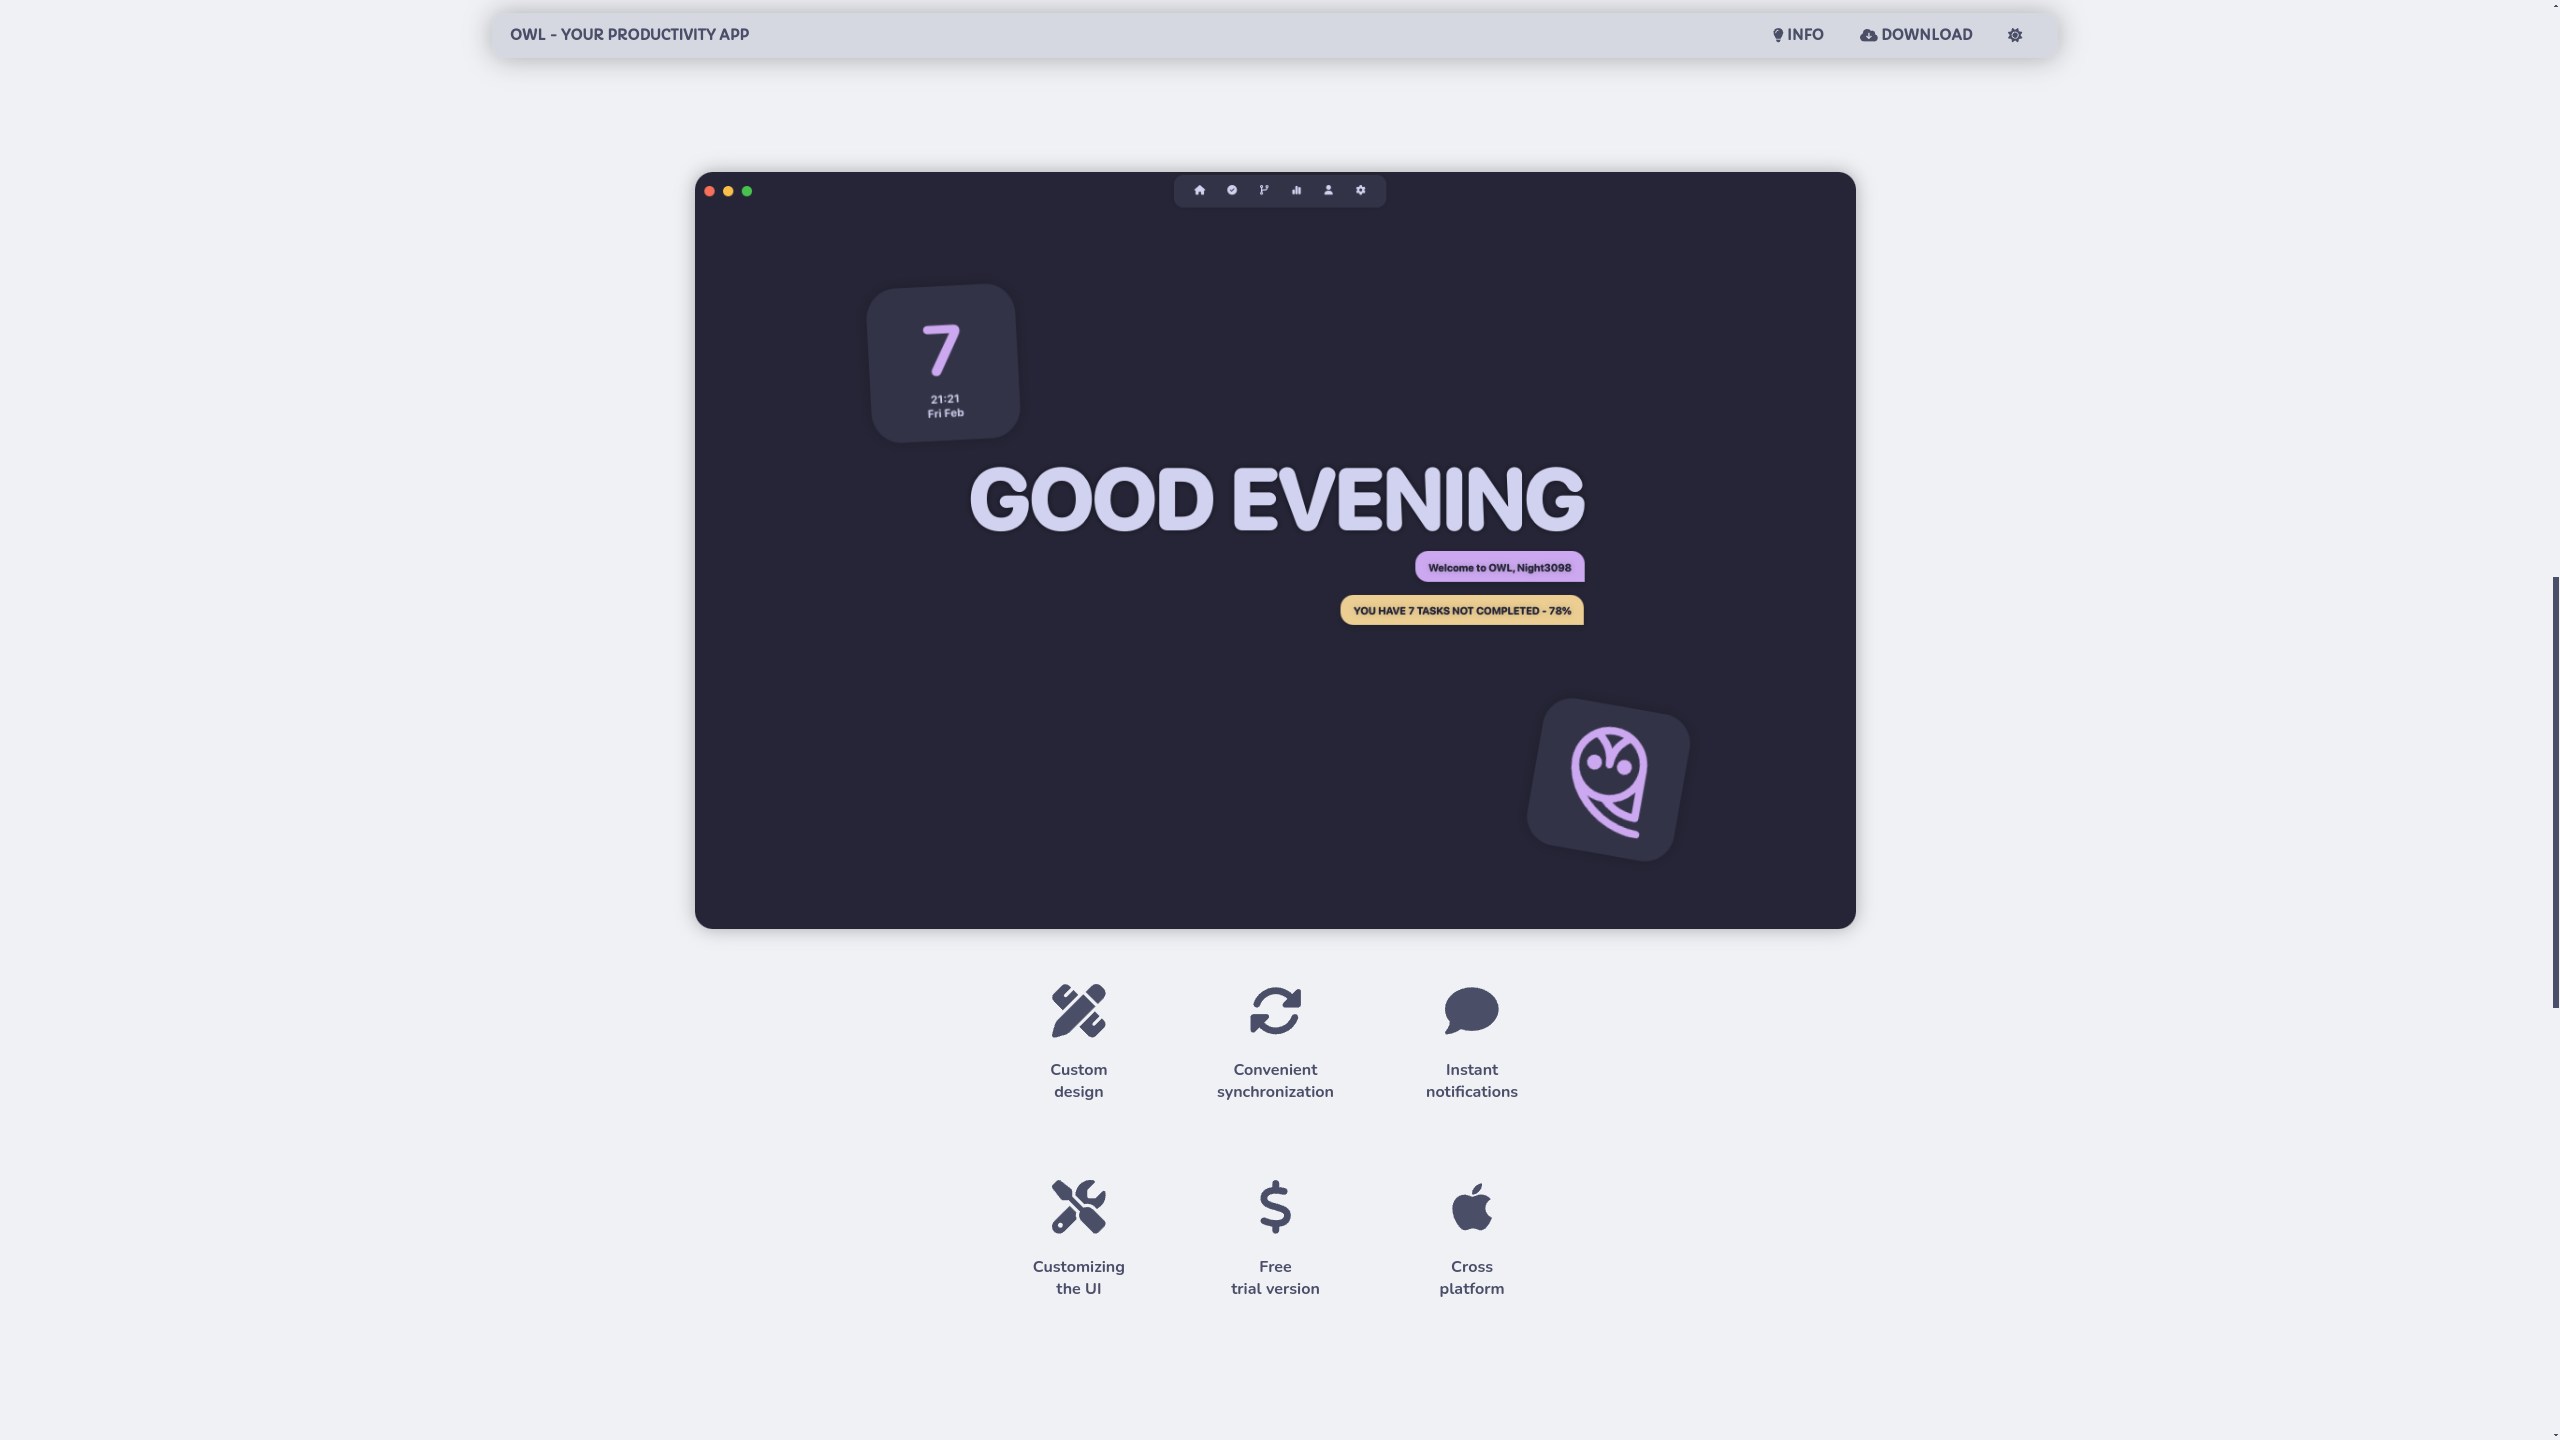 OWL - YOUR PRODUCTIVITY APP
INFO
DOWNLOAD
7
21:21
Fri Feb
GOOD EVENING
Welcome to OWL, Night3098
YOU HAVE 7 TASKS NOT COMPLETED - 78%
Custom
design
Convenient
synchronization
Instant
notifications
Customizing
the UI
Free
trial version
Cross
platform